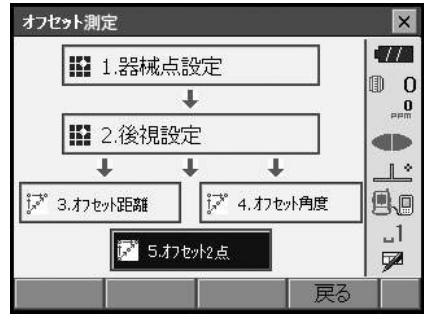 オフセット測定
1.器械点設定
2.後視設定
3.オフセット距離
4.オフセット角度
5.オフセット2点
0
0
PPM
1
戻る